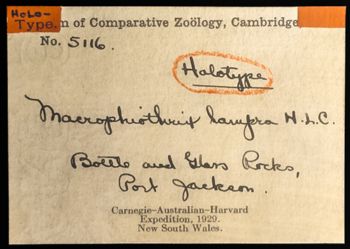 HOLO-
Type. m of Comparative Zoölogy, Cambridge
No. 5116.
Holotype
Macrophiothrix lampra H.L.C.
Bottle and Glass Rocks,
Port Jackson.
Carnegie-Australian-Harvard
Expedition, 1929.
New South Wales.